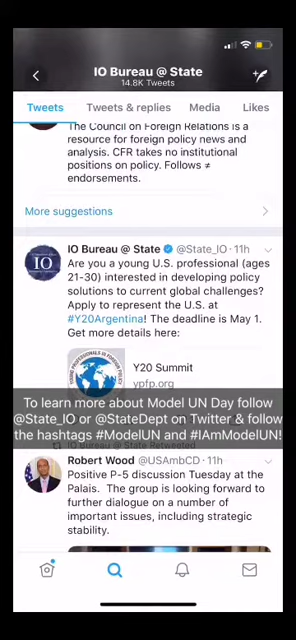 IO Bureau @ State
14.8K Tweets
Tweets
Tweets & replies
Media
Likes
The Council on Foreign Relations is a
resource for foreign policy news and
analysis. CFR takes no institutional
positions on policy. Follows ≠
endorsements.
More suggestions
IO Bureau @ State @State_IO · 11h
IO
Are you a young U.S. professional (ages
21-30) interested in developing policy
solutions to current global challenges?
Apply to represent the U.S. at
#Y20Argentina! The deadline is May 1.
Get more details here:
Y20 Summit
ypfp.org
To learn more about Model UN Day follow
@State_IO or @StateDept on Twitter & follow
the hashtags #ModelUN and #IAmModelUN!
IO Bureau @ State Retweeted
Robert Wood @USAmbCD · 11h
Positive P-5 discussion Tuesday at the
Palais. The group is looking forward to
further dialogue on a number of
important issues, including strategic
stability.